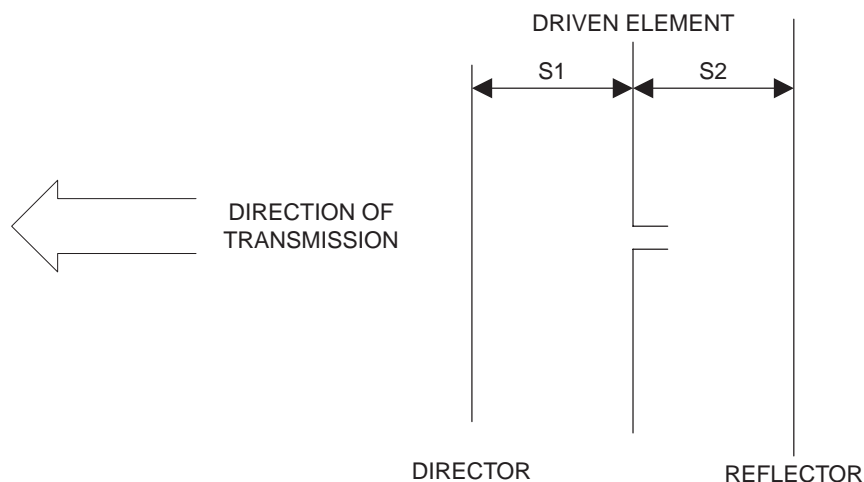 DRIVEN ELEMENT
S1
S2
DIRECTION OF
TRANSMISSION
DIRECTOR
REFLECTOR